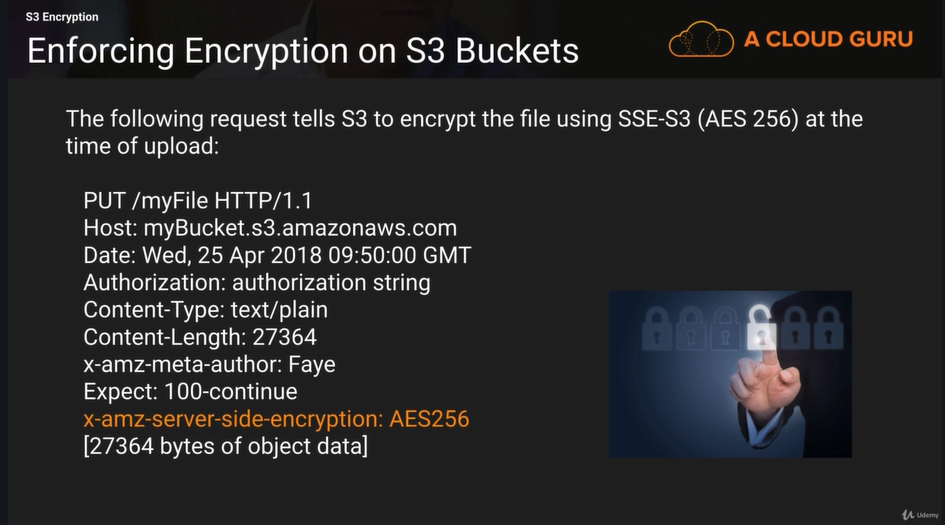 S3 Encryption
Enforcing Encryption on S3 Buckets
A CLOUD GURU
The following request tells S3 to encrypt the file using SSE-S3 (AES 256) at the
time of upload:
PUT /myFile HTTP/1.1
Host: myBucket.s3.amazonaws.com
Date: Wed, 25 Apr 2018 09:50:00 GMT
Authorization: authorization string
Content-Type: text/plain
Content-Length: 27364
x-amz-meta-author: Faye
Expect: 100-continue
x-amz-server-side-encryption: AES256
[27364 bytes of object data]
Udemy